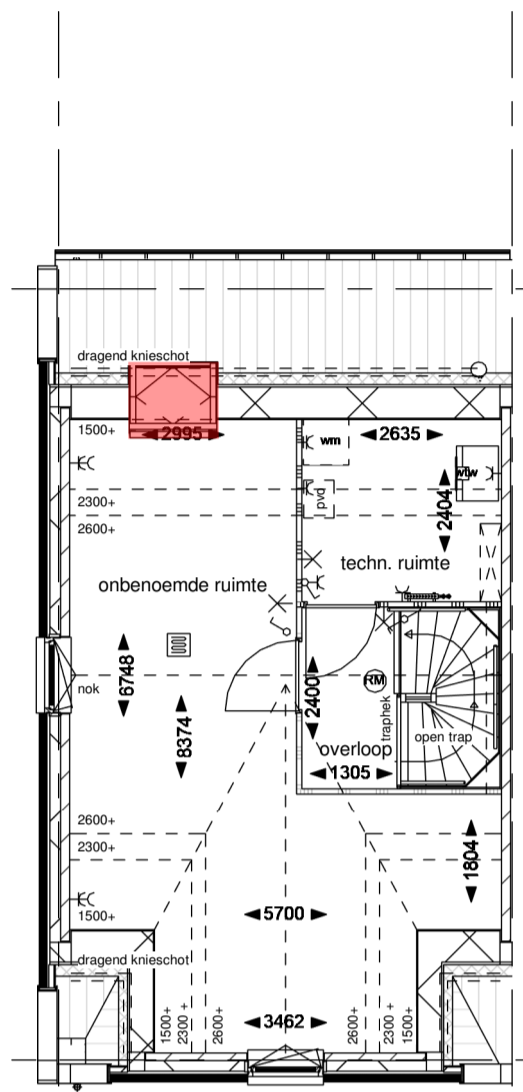 dragend knieschot
1500+
2995
wm
2635
wtw
2300+
pvd
2404
2600+
techn. ruimte
onbenoemde ruimte
6748
nok
8374
2400
RM
traphek
open trap
overloop
1305
2600+
2300+
1804
1500+
5700
dragend knieschot
1500+
2300+
2600+
3462
2600+
2300+
1500+